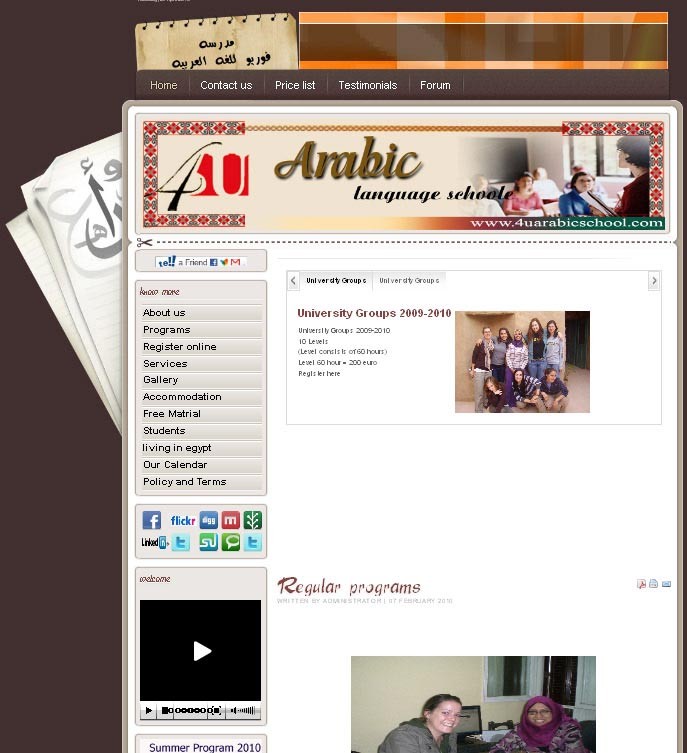 مدرسة
فوريو للغه العربيه
Home Contact us Price list Testimonials Forum
4U Arabic
language schoole
www.4uarabicschool.com
tell a Friend
know more
University Groups University Groups
About us
Programs
Register online
Services
Gallery
Accommodation
Free Matrial
Students
living in egypt
Our Calendar
Policy and Terms
University Groups 2009-2010
University Groups 2009-2010
10 Levels
(Level consists of 60 hours)
Level 60 hour = 200 euro
Register here
flickr digg
Linked in
welcome
Regular programs
WRITTEN BY ADMINISTRATOR | 07 FEBRUARY 2010
Summer Program 2010